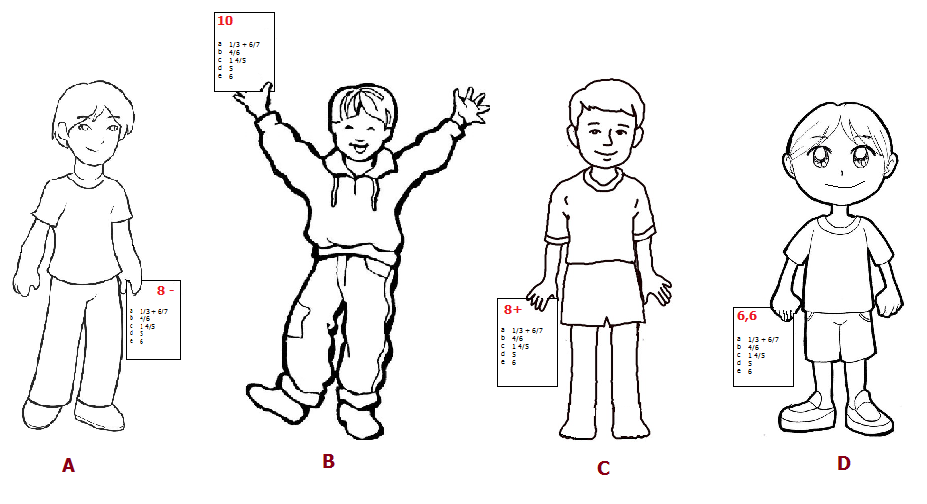 10
a 1/3 + 6/7
b 4/6
c 1 4/5
d 5
e 6
8 -
a 1/3 + 6/7
b 4/6
c 1 4/5
d 5
e 6
8+
a 1/3 + 6/7
b 4/6
c 1 4/5
d 5
e 6
6,6
a 1/3 + 6/7
b 4/6
c 1 4/5
d 5
e 6
A
B
C
D